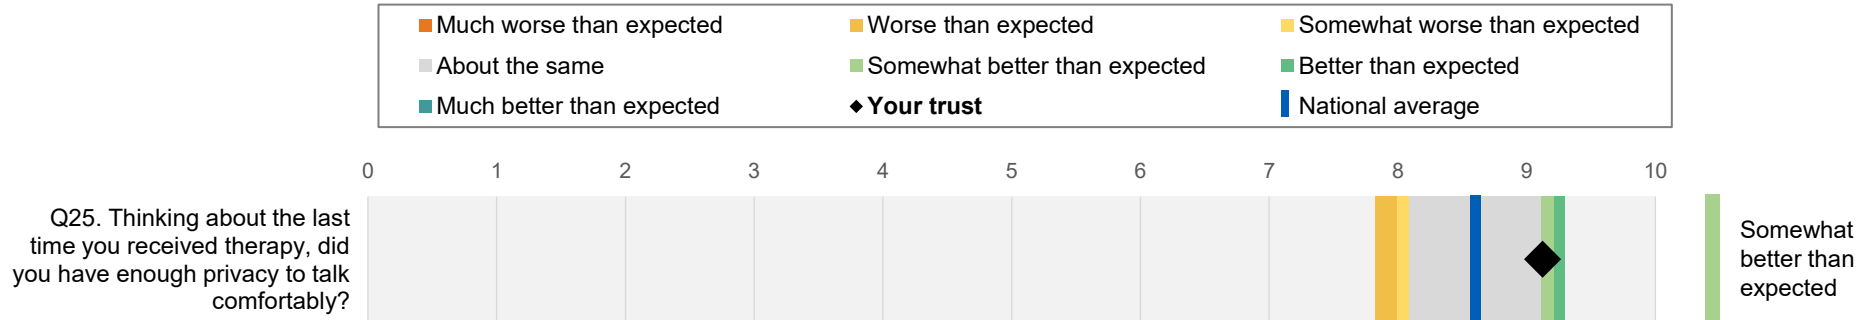 Much worse than expected
Worse than expected
Somewhat worse than expected
About the same
Somewhat better than expected
Better than expected
Much better than expected
Your trust
National average
0 1 2 3 4 5 6 7 8 9 10
Q25. Thinking about the last
time you received therapy, did
you have enough privacy to talk
comfortably?
Somewhat
better than
expected